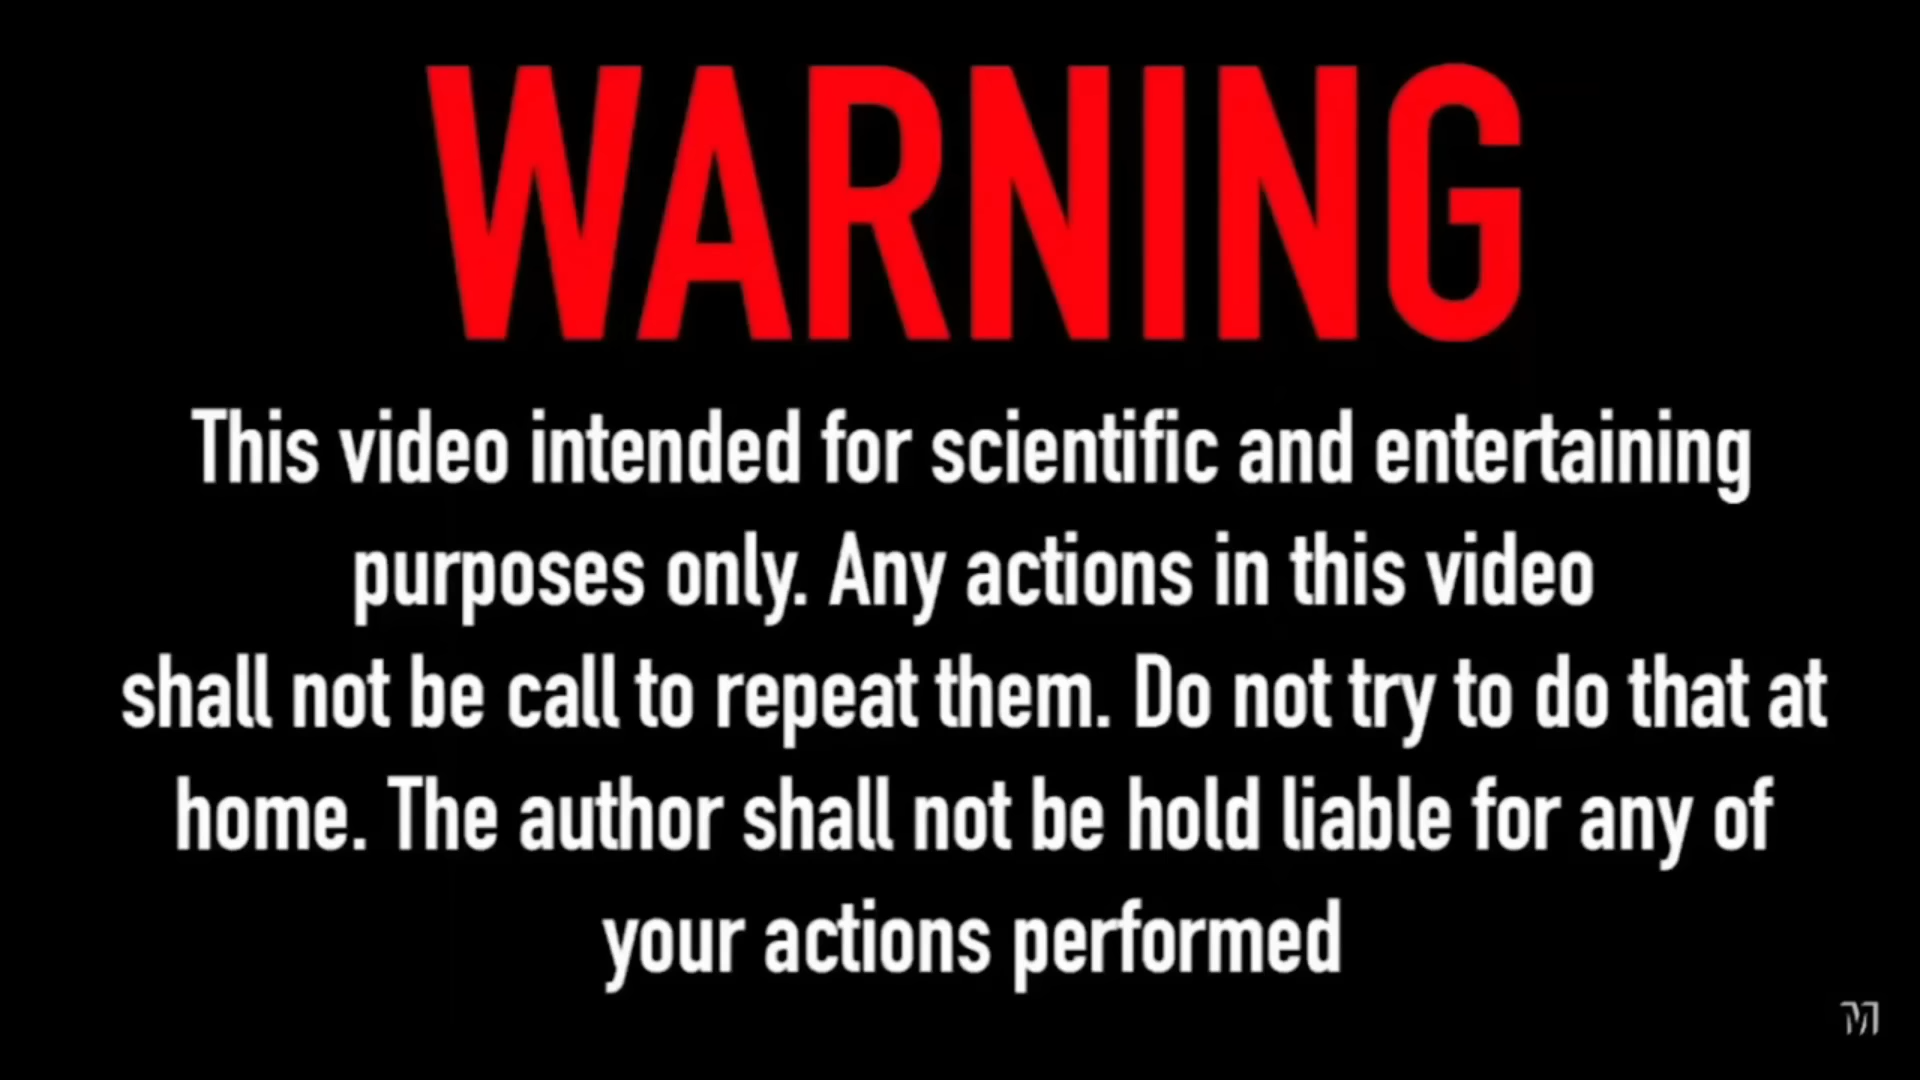 WARNING
This video intended for scientific and entertaining
purposes only. Any actions in this video
shall not be call to repeat them. Do not try to do that at
home. The author shall not be hold liable for any of
your actions performed